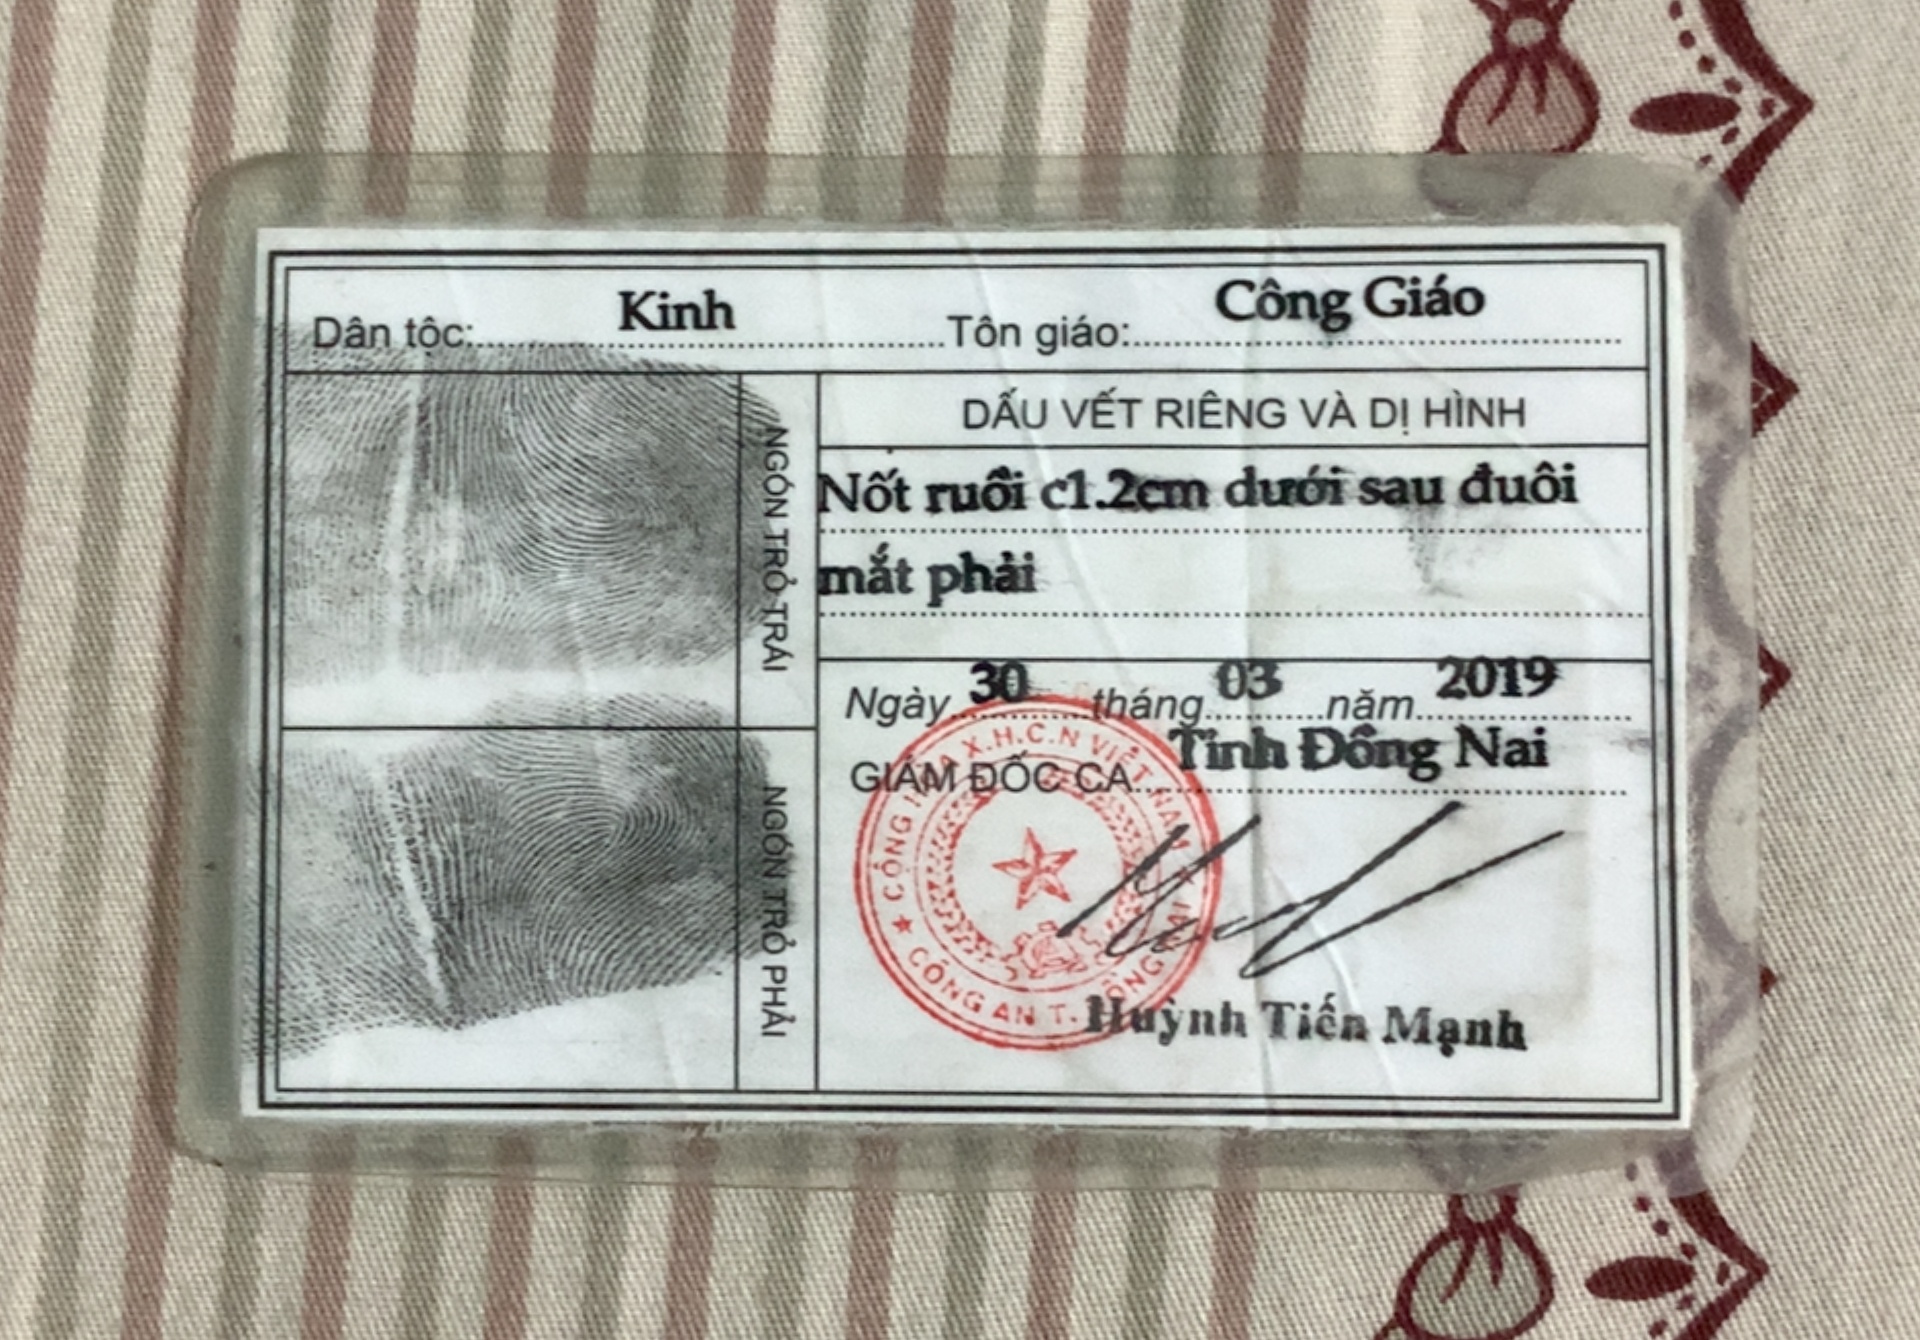 Dân tộc: Kinh Tôn giáo: Công Giáo
NGÓN TRỎ TRÁI
NGÓN TRỎ PHẢI
DẤU VẾT RIÊNG VÀ DỊ HÌNH
Nốt ruồi c1.2cm dưới sau đuôi
mắt phải
Ngày 30 tháng 03 năm 2019
GIÁM ĐỐC CA Tỉnh Đồng Nai
CỘNG HÒA X.H.C.N VIỆT NAM
CÔNG AN T. ĐỒNG NAI
Huỳnh Tiến Mạnh